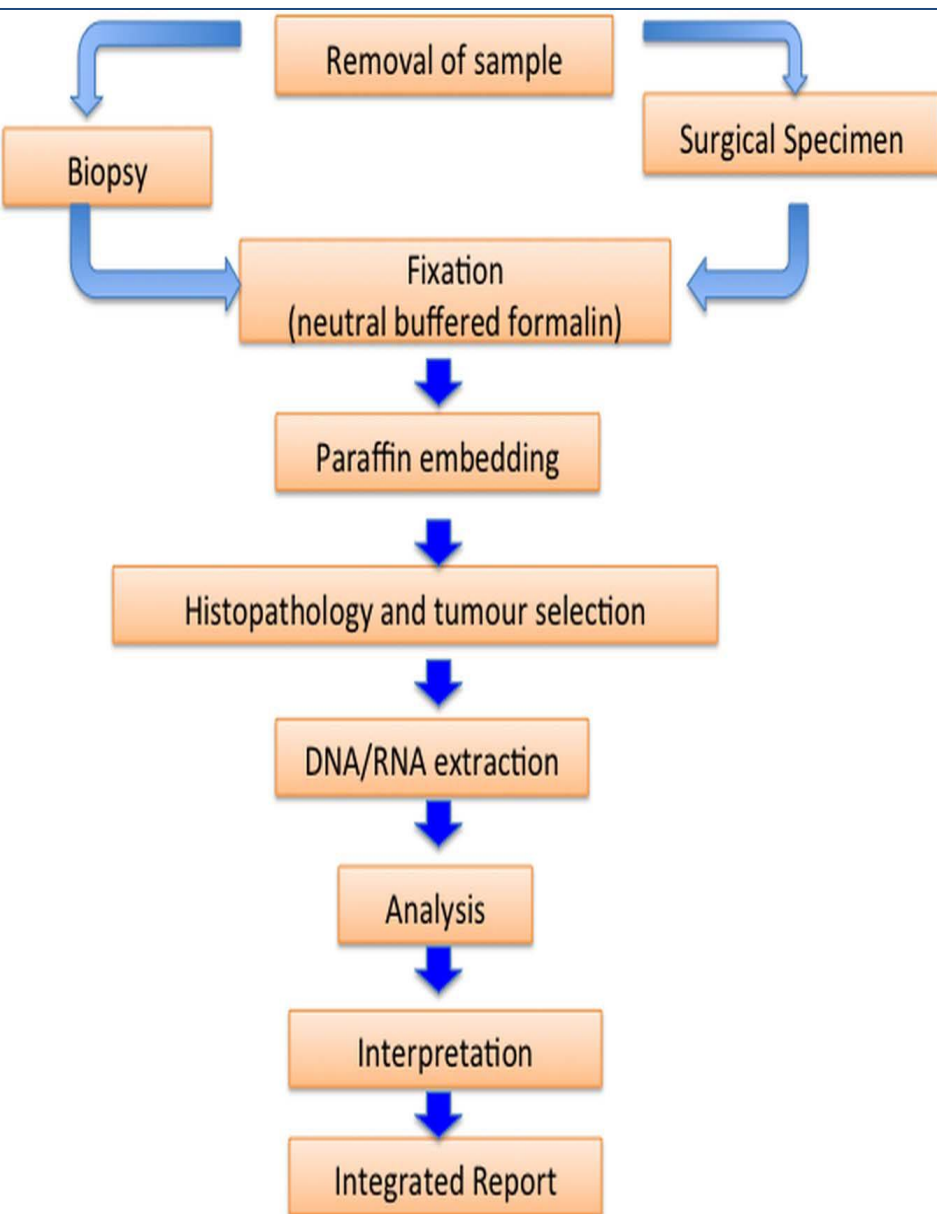 Removal of sample
Biopsy
Surgical Specimen
Fixation
(neutral buffered formalin)
Paraffin embedding
Histopathology and tumour selection
DNA/RNA extraction
Analysis
Interpretation
Integrated Report